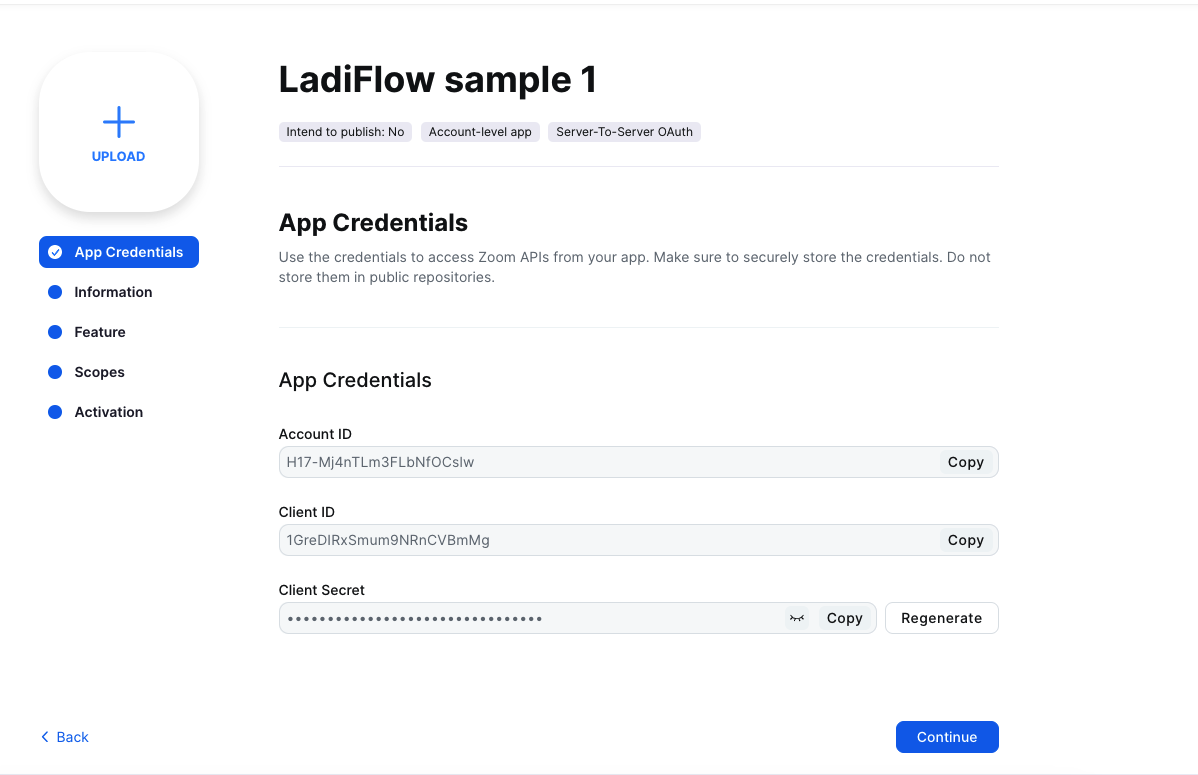 LadiFlow sample 1
Intend to publish: No Account-level app Server-To-Server OAuth
UPLOAD
App Credentials
Information
Feature
Scopes
Activation
App Credentials
Use the credentials to access Zoom APIs from your app. Make sure to securely store the credentials. Do not
store them in public repositories.
App Credentials
Account ID
H17-Mj4nTLm3FLbNfOCslw Copy
Client ID
1GreDIRxSmum9NRnCVBmMg Copy
Client Secret
•••••••••••••••••••••••••••••••• Copy Regenerate
Back Continue